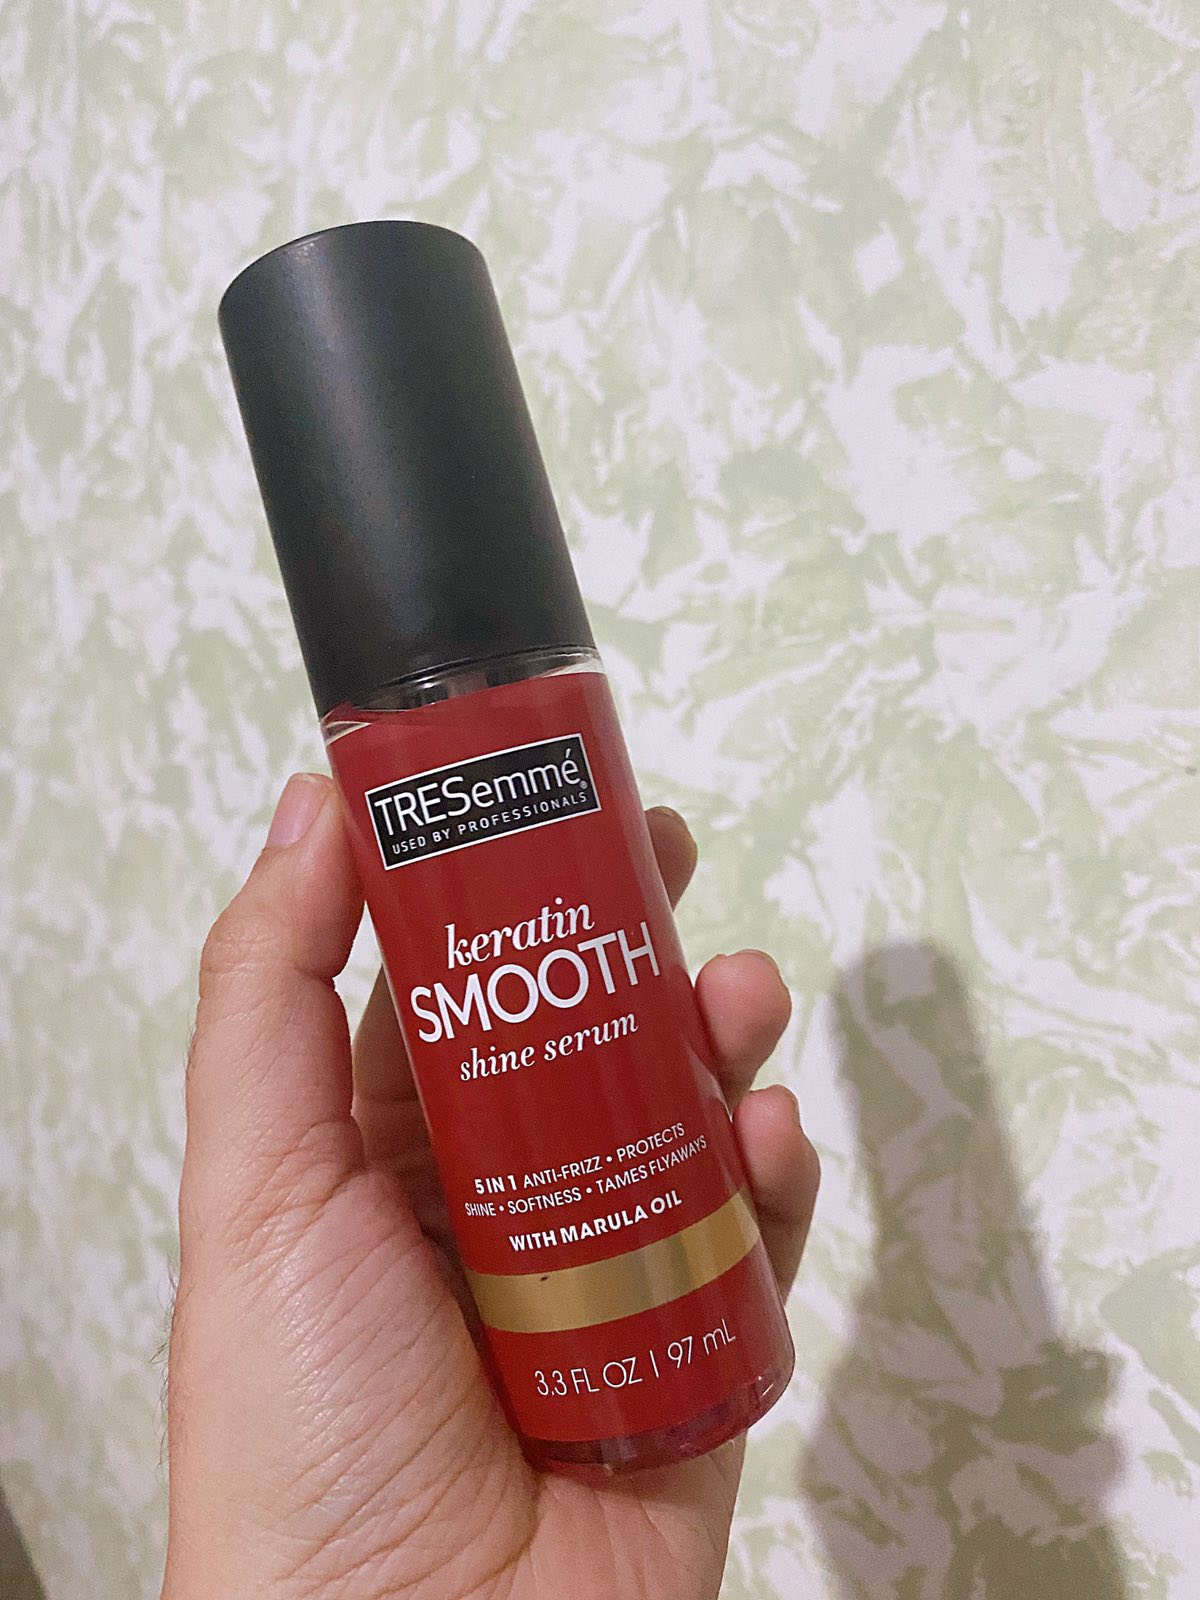 TRESemmé®
USED BY PROFESSIONALS
keratin
SMOOTH
shine serum
5 IN 1 ANTI-FRIZZ • PROTECTS
SHINE • SOFTNESS • TAMES FLYAWAYS
WITH MARULA OIL
3.3 FL OZ | 97 mL